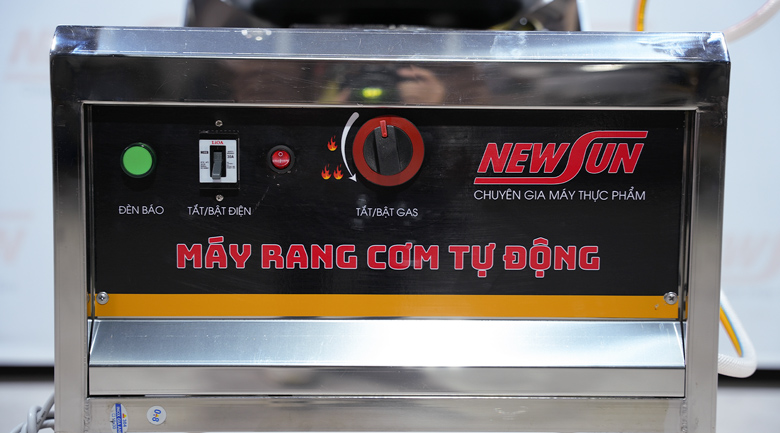 NEWSUN
CHUYÊN GIA MÁY THỰC PHẨM
ĐÈN BÁO
TẮT/BẬT ĐIỆN
TẮT/BẬT GAS
MÁY RANG CƠM TỰ ĐỘNG